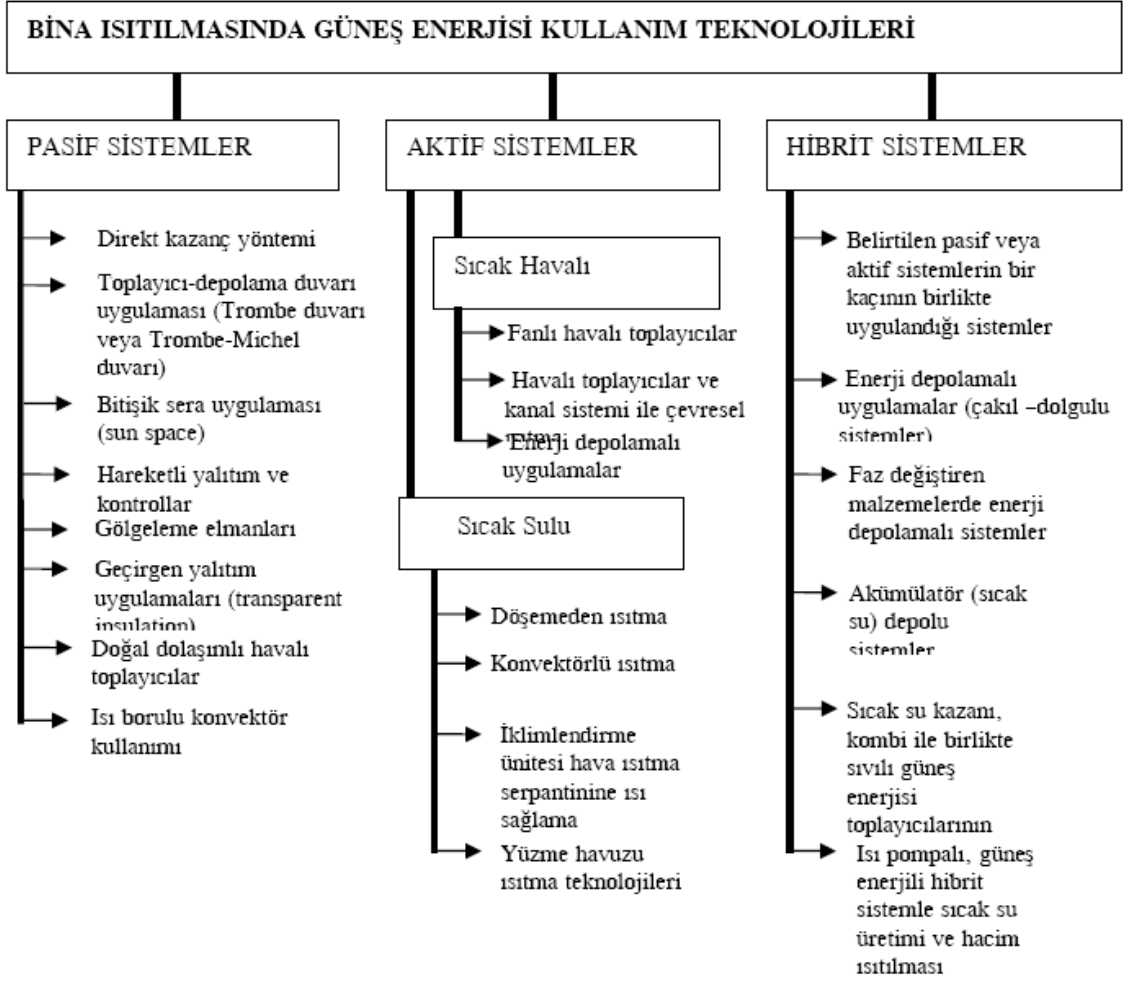 BİNA ISITILMASINDA GÜNEŞ ENERJİSİ KULLANIM TEKNOLOJİLERİ
PASİF SİSTEMLER
Direkt kazanç yöntemi
Toplayıcı-depolama duvarı
uygulaması (Trombe duvarı
veya Trombe-Michel
duvarı)
Bitişik sera uygulaması
(sun space)
Hareketli yalıtım ve
kontrollar
Gölgeleme elmanları
Geçirgen yalıtım
uygulamaları (transparent
insulation)
Doğal dolaşımlı havalı
toplayıcılar
Isı borulu konvektör
kullanımı
AKTİF SİSTEMLER
Sıcak Havalı
Fanlı havalı toplayıcılar
Havalı toplayıcılar ve
kanal sistemi ile çevresel
Enerji depolamalı
uygulamalar
Sıcak Sulu
Döşemeden ısıtma
Konvektörlü ısıtma
İklimlendirme
ünitesi hava ısıtma
serpantinine ısı
sağlama
Yüzme havuzu
ısıtma teknolojileri
HİBRİT SİSTEMLER
Belirtilen pasif veya
aktif sistemlerin bir
kaçının birlikte
uygulandığı sistemler
Enerji depolamalı
uygulamalar (çakıl –dolgulu
sistemler)
Faz değiştiren
malzemelerde enerji
depolamalı sistemler
Akümülatör (sıcak
su) depolu
sistemler
Sıcak su kazanı,
kombi ile birlikte
sıvılı güneş
enerjisi
toplayıcılarının
Isı pompalı, güneş
enerjili hibrit
sistemle sıcak su
üretimi ve hacim
ısıtılması